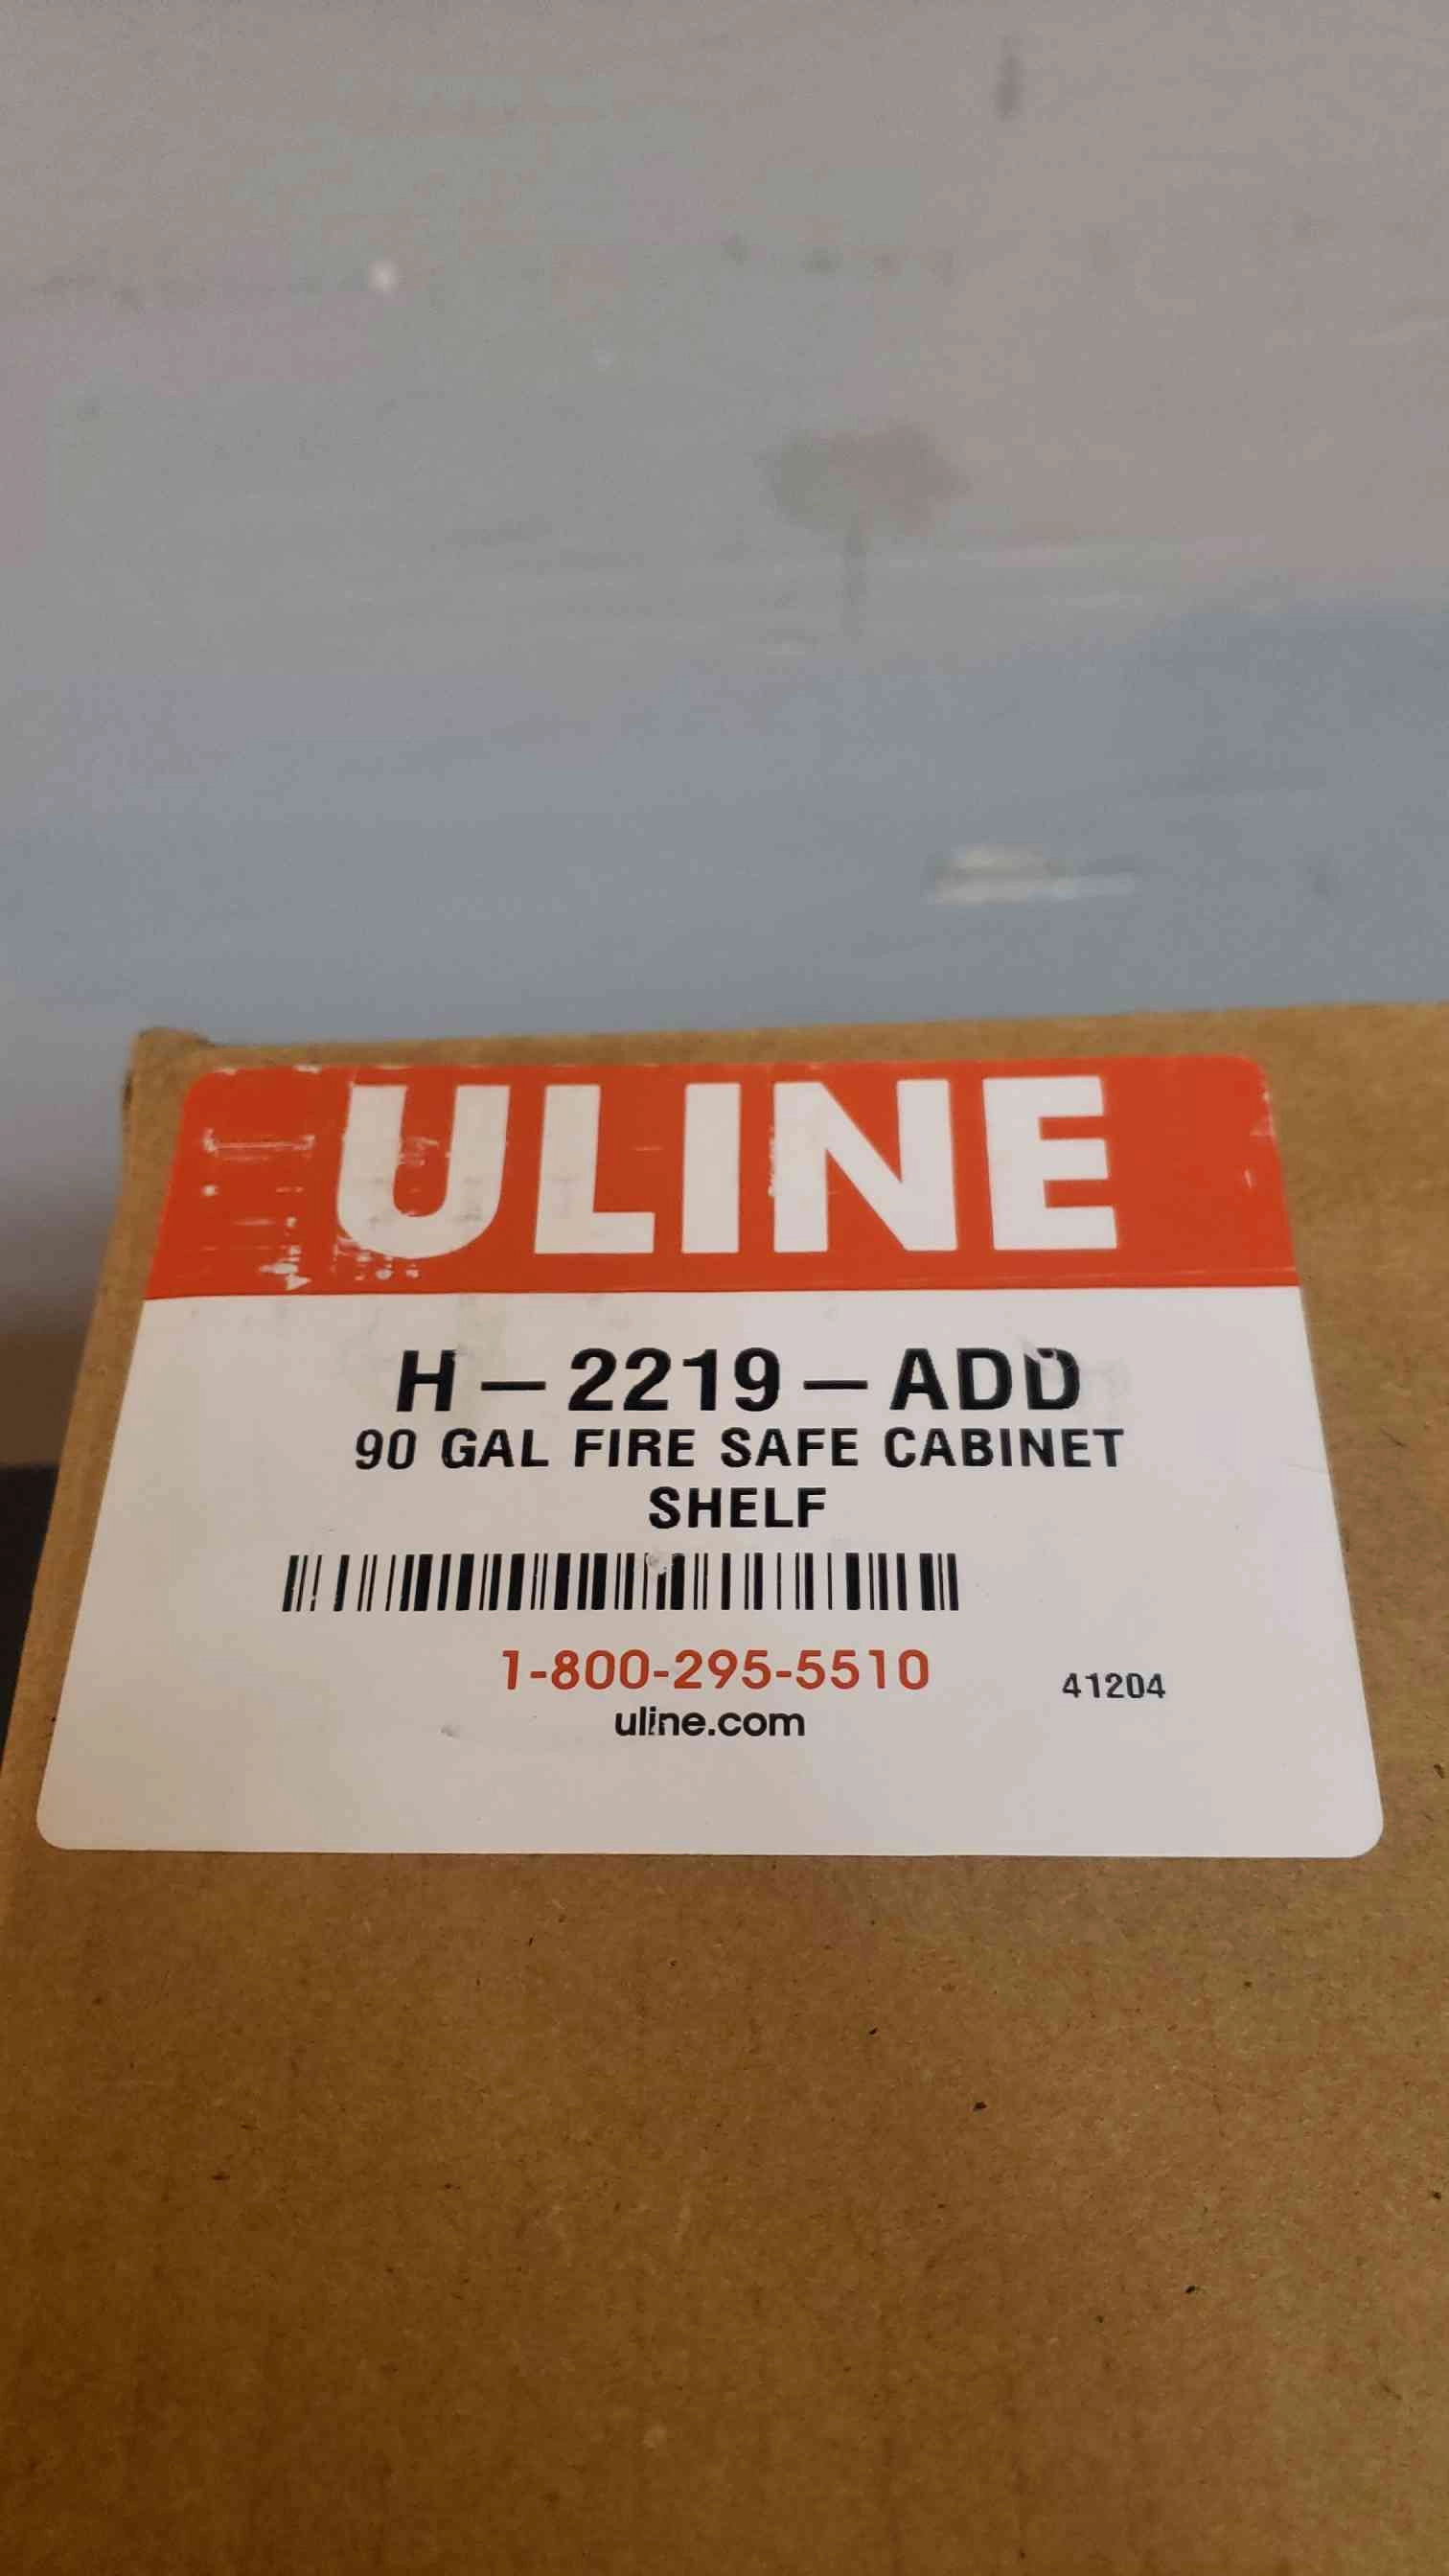 ULINE
H-2219-ADD
90 GAL FIRE SAFE CABINET
SHELF
1-800-295-5510
41204
uline.com